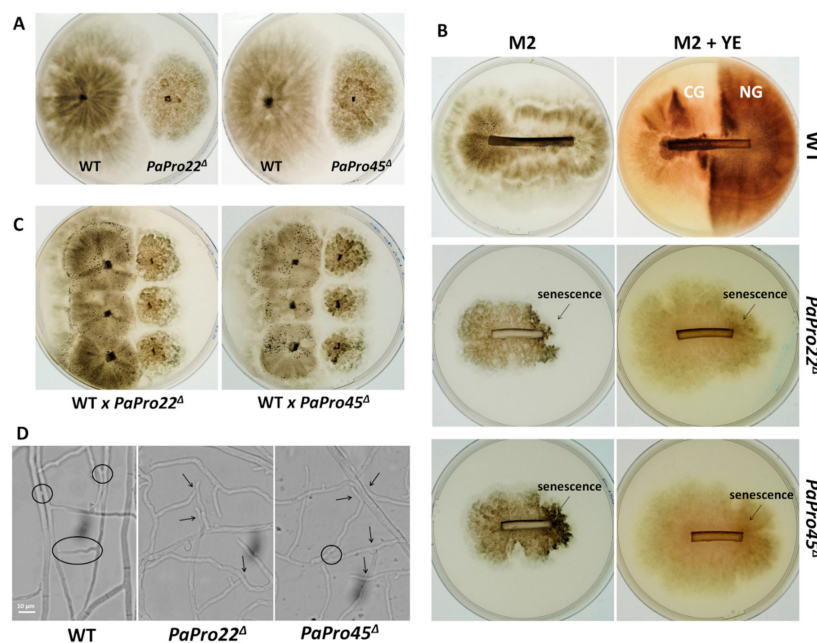 A
WT
PaPro22Δ
WT
PaPro45Δ
B
M2
M2 + YE
CG
NG
WT
senescence
senescence
PaPro22Δ
senescence
senescence
PaPro45Δ
C
WT x PaPro22Δ
WT x PaPro45Δ
D
10 µm
WT
PaPro22Δ
PaPro45Δ